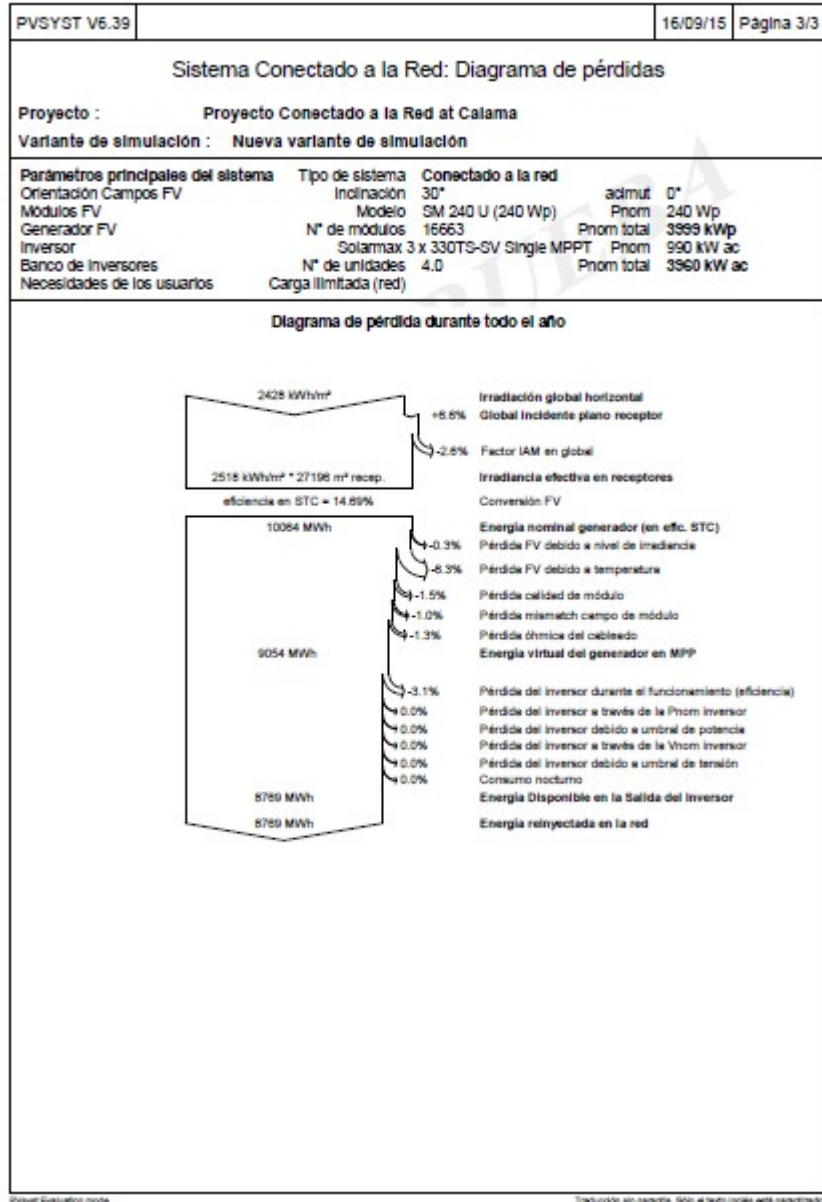 PVSYST V6.39 16/09/15 Página 3/3
Sistema Conectado a la Red: Diagrama de pérdidas
Proyecto : Proyecto Conectado a la Red at Calama
Variante de simulación : Nueva variante de simulación
Parámetros principales del sistema Tipo de sistema Conectado a la red
Orientación Campos FV Inclinación 30° acimut 0°
Módulos FV Modelo SM 240 U (240 Wp) Pnom 240 Wp
Generador FV N° de módulos 16663 Pnom total 3999 kWp
Inversor Solarmax 3 x 330TS-SV Single MPPT Pnom 990 kW ac
Banco de inversores N° de unidades 4.0 Pnom total 3960 kW ac
Necesidades de los usuarios Carga ilimitada (red)
Diagrama de pérdida durante todo el año
2428 kWh/m² Irradiación global horizontal
+6.6% Global incidente plano receptor
-2.6% Factor IAM en global
2518 kWh/m² * 27196 m² recep. Irradiancia efectiva en receptores
eficiencia en STC = 14.69% Conversión FV
10064 MWh Energía nominal generador (en efic. STC)
-0.3% Pérdida FV debido a nivel de irradiancia
-6.3% Pérdida FV debido a temperatura
-1.5% Pérdida calidad de módulo
-1.0% Pérdida mismatch campo de módulo
-1.3% Pérdida óhmica del cableado
9054 MWh Energía virtual del generador en MPP
-3.1% Pérdida del inversor durante el funcionamiento (eficiencia)
0.0% Pérdida del inversor a través de la Pnom inversor
0.0% Pérdida del inversor debido a umbral de potencia
0.0% Pérdida del inversor a través de la Vnom inversor
0.0% Pérdida del inversor debido a umbral de tensión
0.0% Consumo nocturno
8769 MWh Energía Disponible en la Salida del Inversor
8769 MWh Energía reinyectada en la red
PVsyst Evaluation mode Traducción sin garantía, Sólo el texto inglés está garantizado